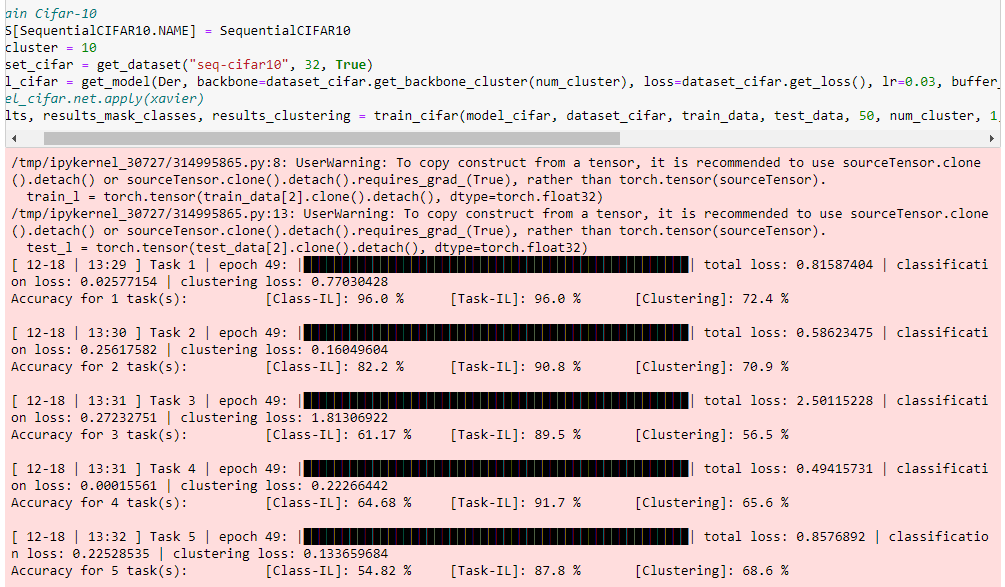 ain Cifar-10
S[SequentialCIFAR10.NAME] = SequentialCIFAR10
cluster = 10
set_cifar = get_dataset("seq-cifar10", 32, True)
l_cifar = get_model(Der, backbone=dataset_cifar.get_backbone_cluster(num_cluster), loss=dataset_cifar.get_loss(), lr=0.03, buffer_
el_cifar.net.apply(xavier)
lts, results_mask_classes, results_clustering = train_cifar(model_cifar, dataset_cifar, train_data, test_data, 50, num_cluster, 1,
/tmp/ipykernel_30727/314995865.py:8: UserWarning: To copy construct from a tensor, it is recommended to use sourceTensor.clone
().detach() or sourceTensor.clone().detach().requires_grad_(True), rather than torch.tensor(sourceTensor).
  train_l = torch.tensor(train_data[2].clone().detach(), dtype=torch.float32)
/tmp/ipykernel_30727/314995865.py:13: UserWarning: To copy construct from a tensor, it is recommended to use sourceTensor.clone
().detach() or sourceTensor.clone().detach().requires_grad_(True), rather than torch.tensor(sourceTensor).
  test_l = torch.tensor(test_data[2].clone().detach(), dtype=torch.float32)
[ 12-18 | 13:29 ] Task 1 | epoch 49: | | total loss: 0.81587404 | classificati
on loss: 0.02577154 | clustering loss: 0.77030428
Accuracy for 1 task(s): [Class-IL]: 96.0 % [Task-IL]: 96.0 % [Clustering]: 72.4 %
[ 12-18 | 13:30 ] Task 2 | epoch 49: | | total loss: 0.58623475 | classificati
on loss: 0.25617582 | clustering loss: 0.16049604
Accuracy for 2 task(s): [Class-IL]: 82.2 % [Task-IL]: 90.8 % [Clustering]: 70.9 %
[ 12-18 | 13:31 ] Task 3 | epoch 49: | | total loss: 2.50115228 | classificati
on loss: 0.27232751 | clustering loss: 1.81306922
Accuracy for 3 task(s): [Class-IL]: 61.17 % [Task-IL]: 89.5 % [Clustering]: 56.5 %
[ 12-18 | 13:31 ] Task 4 | epoch 49: | | total loss: 0.49415731 | classificati
on loss: 0.00015561 | clustering loss: 0.22266442
Accuracy for 4 task(s): [Class-IL]: 64.68 % [Task-IL]: 91.7 % [Clustering]: 65.6 %
[ 12-18 | 13:32 ] Task 5 | epoch 49: | | total loss: 0.8576892 | classificatio
n loss: 0.22528535 | clustering loss: 0.133659684
Accuracy for 5 task(s): [Class-IL]: 54.82 % [Task-IL]: 87.8 % [Clustering]: 68.6 %